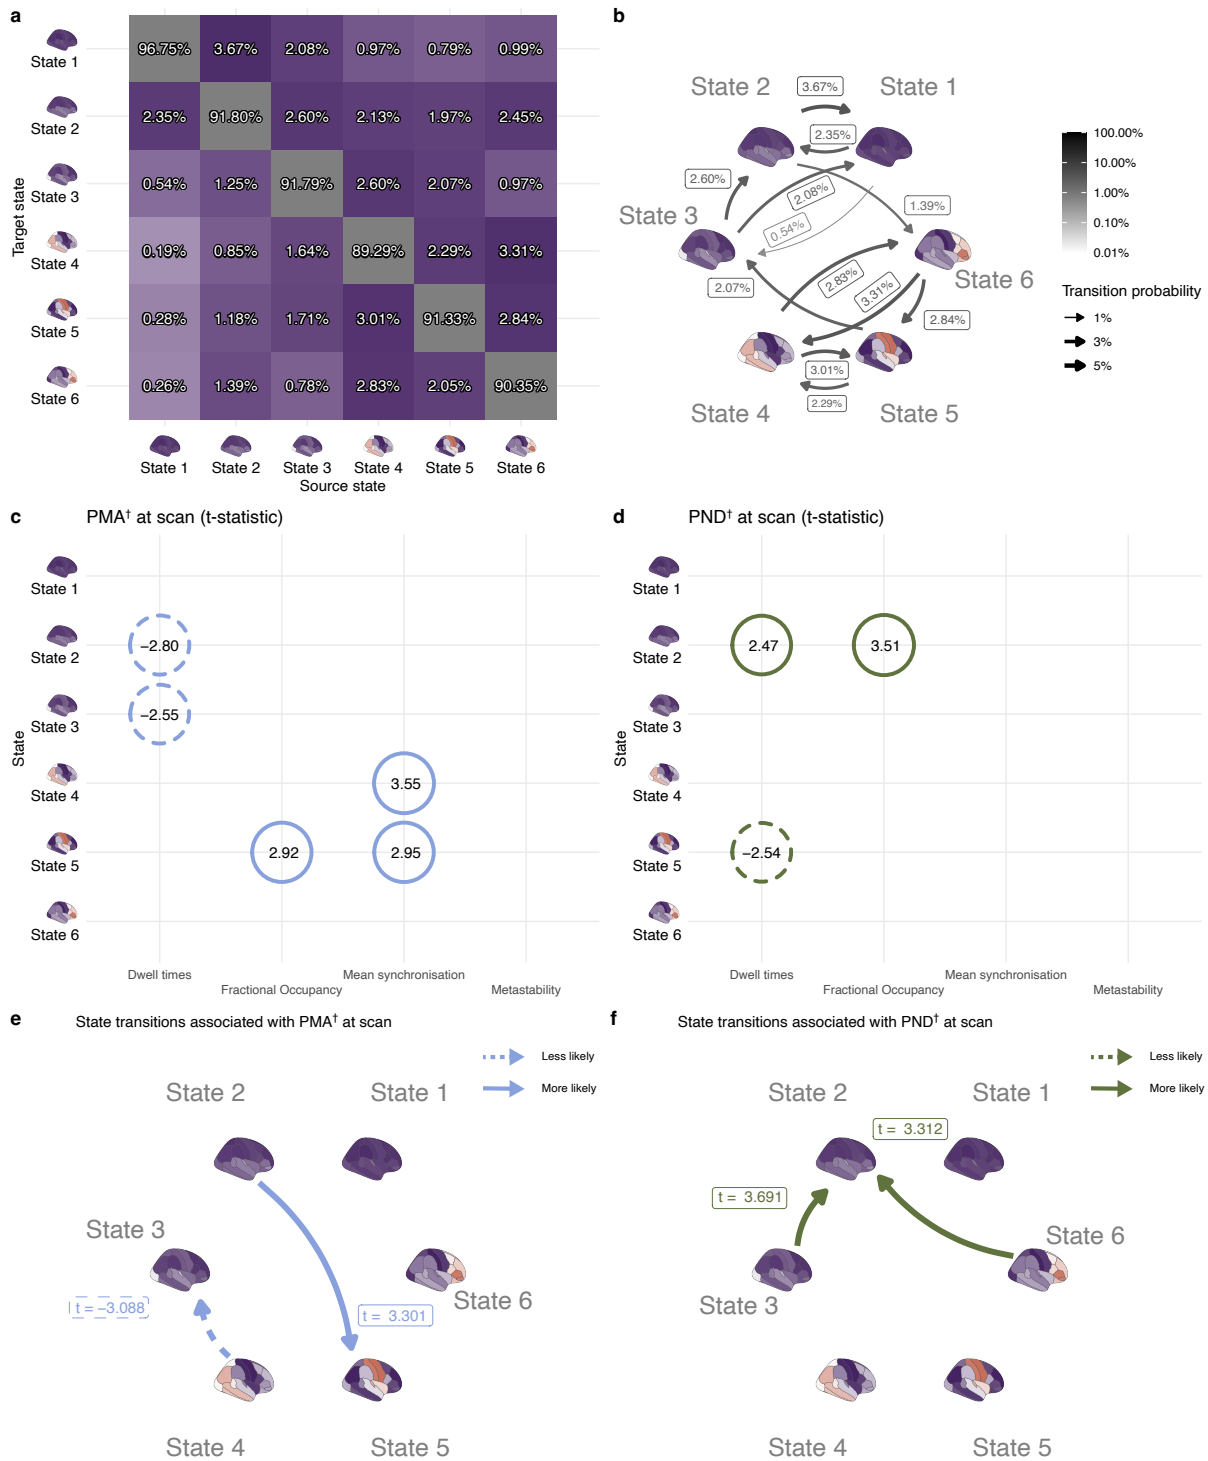 a
State 1
96.75% 3.67% 2.08% 0.97% 0.79% 0.99%
State 2
2.35% 91.80% 2.60% 2.13% 1.97% 2.45%
State 3
0.54% 1.25% 91.79% 2.60% 2.07% 0.97%
State 4
0.19% 0.85% 1.64% 89.29% 2.29% 3.31%
State 5
0.28% 1.18% 1.71% 3.01% 91.33% 2.84%
State 6
0.26% 1.39% 0.78% 2.83% 2.05% 90.35%
Target state
State 1 State 2 State 3 State 4 State 5 State 6
Source state
b
State 2 State 1
3.67%
2.35%
2.60%
2.08%
1.39%
State 3
0.54%
2.83%
State 6
2.07%
3.31%
2.84%
3.01%
2.29%
State 4 State 5
100.00%
10.00%
1.00%
0.10%
0.01%
Transition probability
1%
3%
5%
c
PMA† at scan (t-statistic)
State 1
State 2
−2.80
State 3
−2.55
State
State 4
3.55
State 5
2.92 2.95
State 6
Dwell times
Fractional Occupancy
Mean synchronisation
Metastability
d
PND† at scan (t-statistic)
State 1
State 2
2.47 3.51
State 3
State
State 4
State 5
−2.54
State 6
Dwell times
Fractional Occupancy
Mean synchronisation
Metastability
e
State transitions associated with PMA† at scan
Less likely
More likely
State 2 State 1
State 3
State 6
t = −3.088
t = 3.301
State 4 State 5
f
State transitions associated with PND† at scan
Less likely
More likely
State 2 State 1
t = 3.312
t = 3.691
State 6
State 3
State 4 State 5